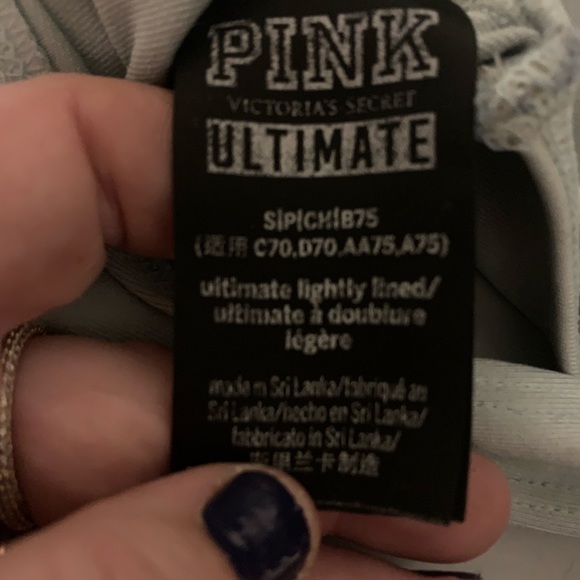 PINK
VICTORIA'S SECRET
ULTIMATE
S|P|CH|B75
(适用 C70,D70,AA75,A75)
ultimate lightly lined/
ultimate à doublure
légère
made in Sri Lanka/fabriqué au
Sri Lanka/hecho en Sri Lanka/
fabbricato in Sri Lanka/
斯里兰卡制造